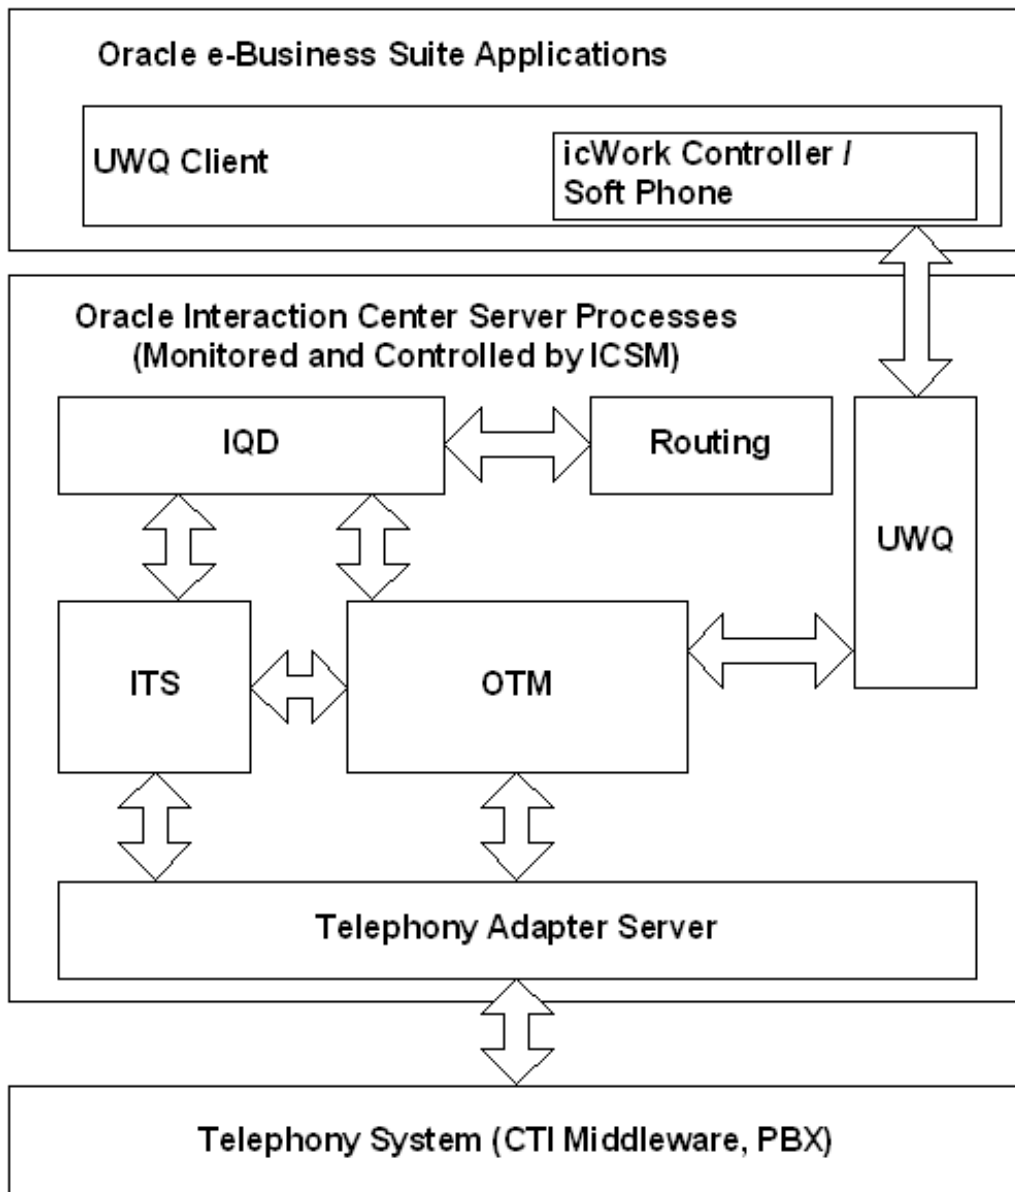 Oracle e-Business Suite Applications
UWQ Client
icWork Controller /
Soft Phone
Oracle Interaction Center Server Processes
(Monitored and Controlled by ICSM)
IQD
Routing
UWQ
ITS
OTM
Telephony Adapter Server
Telephony System (CTI Middleware, PBX)